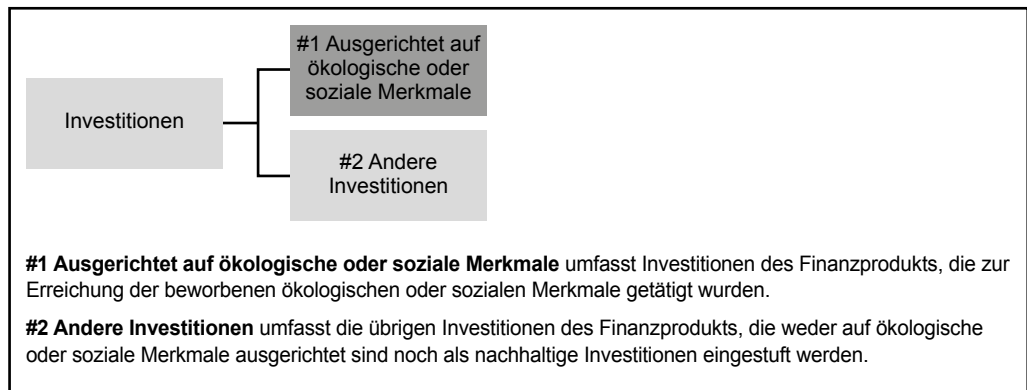 #1 Ausgerichtet auf
ökologische oder
soziale Merkmale
Investitionen
#2 Andere
Investitionen
#1 Ausgerichtet auf ökologische oder soziale Merkmale umfasst Investitionen des Finanzprodukts, die zur
Erreichung der beworbenen ökologischen oder sozialen Merkmale getätigt wurden.
#2 Andere Investitionen umfasst die übrigen Investitionen des Finanzprodukts, die weder auf ökologische
oder soziale Merkmale ausgerichtet sind noch als nachhaltige Investitionen eingestuft werden.